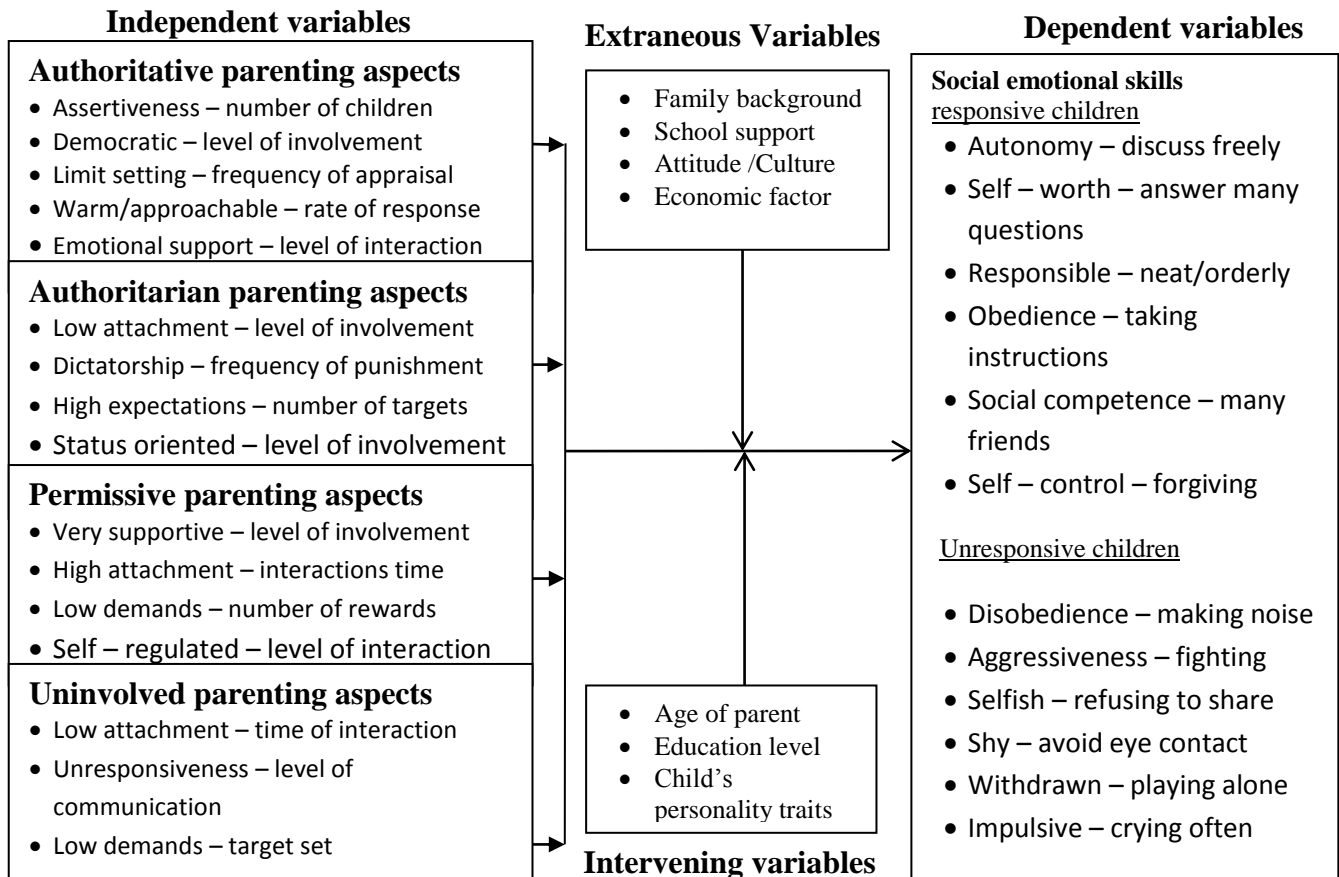 Independent variables
Authoritative parenting aspects
• Assertiveness – number of children
• Democratic – level of involvement
• Limit setting – frequency of appraisal
• Warm/approachable – rate of response
• Emotional support – level of interaction
Authoritarian parenting aspects
• Low attachment – level of involvement
• Dictatorship – frequency of punishment
• High expectations – number of targets
• Status oriented – level of involvement
Permissive parenting aspects
• Very supportive – level of involvement
• High attachment – interactions time
• Low demands – number of rewards
• Self – regulated – level of interaction
Uninvolved parenting aspects
• Low attachment – time of interaction
• Unresponsiveness – level of
communication
• Low demands – target set
Extraneous Variables
• Family background
• School support
• Attitude /Culture
• Economic factor
• Age of parent
• Education level
• Child’s
personality traits
Intervening variables
Dependent variables
Social emotional skills
responsive children
• Autonomy – discuss freely
• Self – worth – answer many
questions
• Responsible – neat/orderly
• Obedience – taking
instructions
• Social competence – many
friends
• Self – control – forgiving
Unresponsive children
• Disobedience – making noise
• Aggressiveness – fighting
• Selfish – refusing to share
• Shy – avoid eye contact
• Withdrawn – playing alone
• Impulsive – crying often